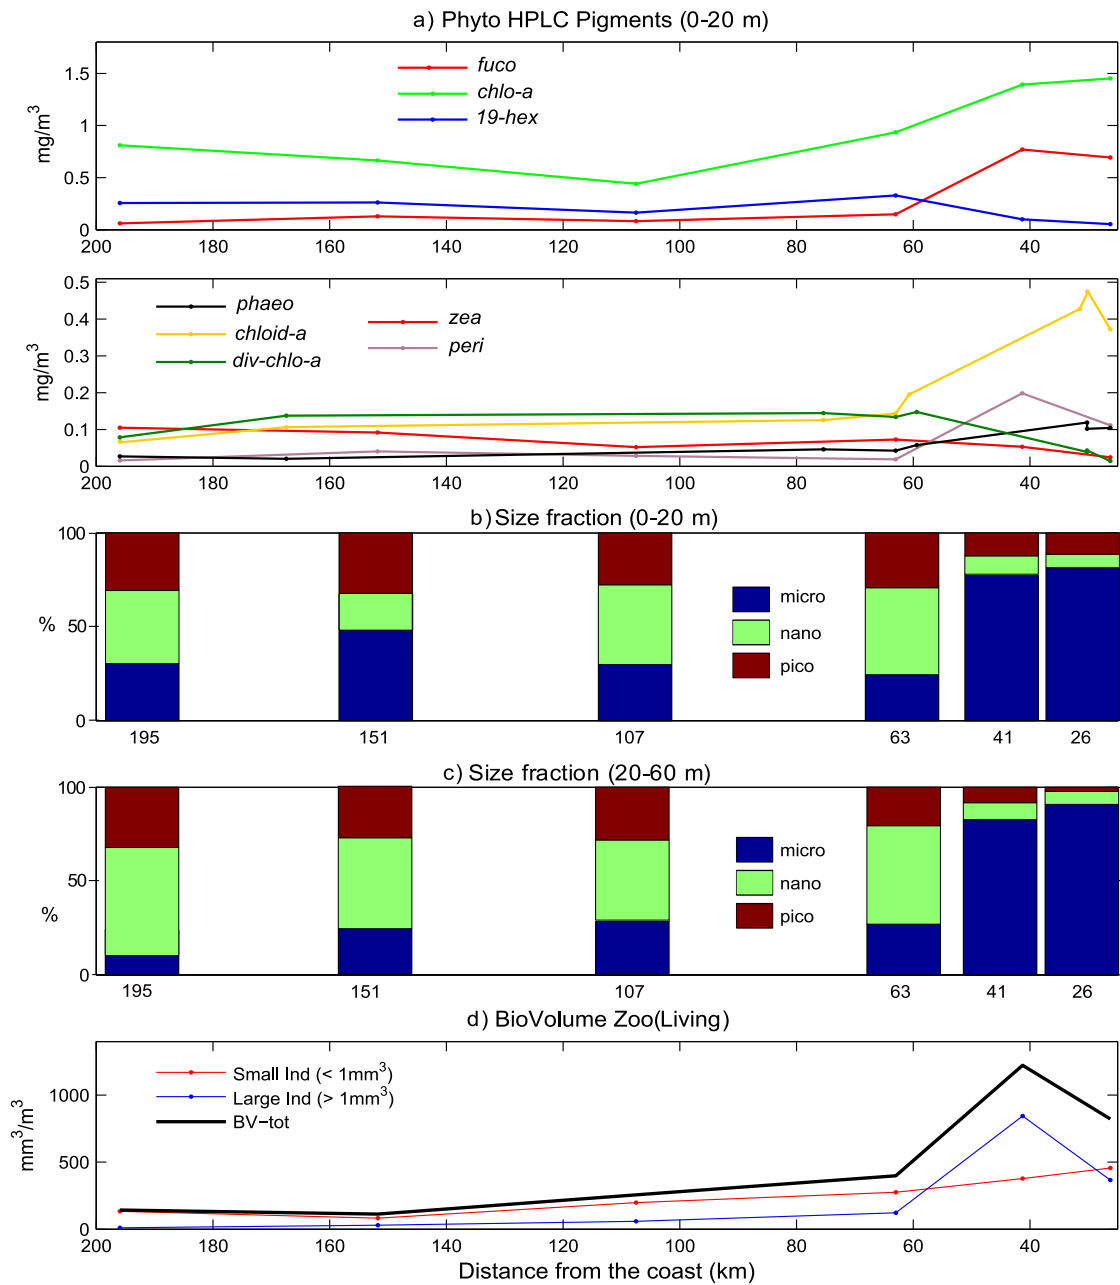 a) Phyto HPLC Pigments (0-20 m)
mg/m³
1.5
1
0.5
0
fuco
chlo-a
19-hex
200 180 160 140 120 100 80 60 40
mg/m³
0.5
0.4
0.3
0.2
0.1
0
phaeo
chloid-a
div-chlo-a
zea
peri
200 180 160 140 120 100 80 60 40
b) Size fraction (0-20 m)
100
50
0
%
micro
nano
pico
195 151 107 63 41 26
c) Size fraction (20-60 m)
100
50
0
%
micro
nano
pico
195 151 107 63 41 26
d) BioVolume Zoo(Living)
mm³/m³
1000
500
0
Small Ind (< 1mm³)
Large Ind (> 1mm³)
BV−tot
200 180 160 140 120 100 80 60 40
Distance from the coast (km)